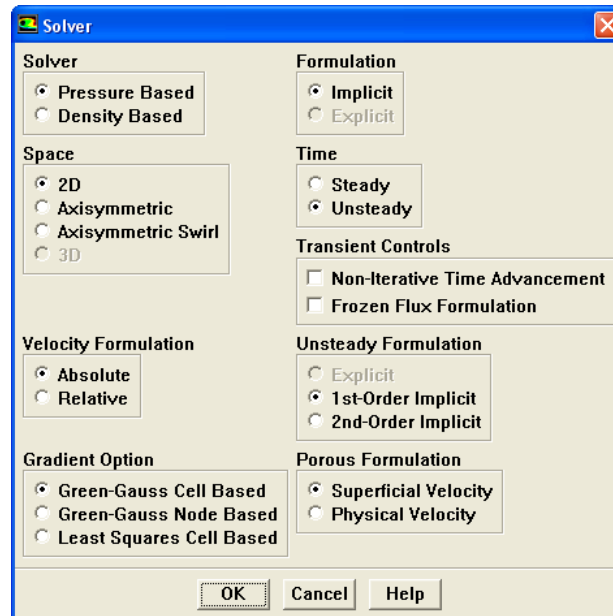 Solver
Solver
Pressure Based
Density Based
Formulation
Implicit
Explicit
Space
2D
Axisymmetric
Axisymmetric Swirl
3D
Time
Steady
Unsteady
Transient Controls
Non-Iterative Time Advancement
Frozen Flux Formulation
Velocity Formulation
Absolute
Relative
Unsteady Formulation
Explicit
1st-Order Implicit
2nd-Order Implicit
Gradient Option
Green-Gauss Cell Based
Green-Gauss Node Based
Least Squares Cell Based
Porous Formulation
Superficial Velocity
Physical Velocity
OK
Cancel
Help